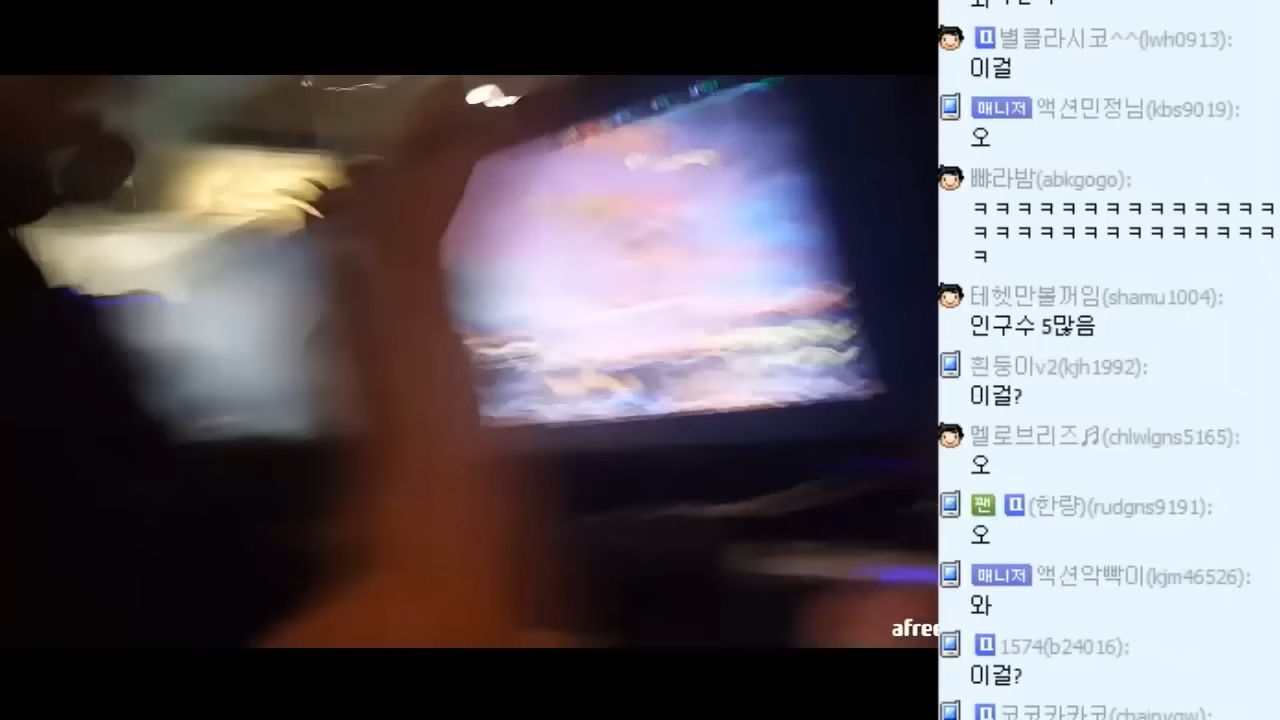 별클라시코^^(lwh0913):
이걸
매니저 액션민정님(kbs9019):
오
뺘라밤(abkgogo):
ㅋㅋㅋㅋㅋㅋㅋㅋㅋㅋㅋㅋㅋㅋ
ㅋㅋㅋㅋㅋㅋㅋㅋㅋㅋㅋㅋㅋㅋ
ㅋ
테헷만볼꺼임(shamu1004):
인구수 5많음
흰둥이v2(kjh1992):
이걸?
멜로브리즈♬(chlwlgns5165):
오
팬 (한량)(rudgns9191):
오
매니저 액션악빡이(kjm46526):
와
1574(b24016):
이걸?
afree